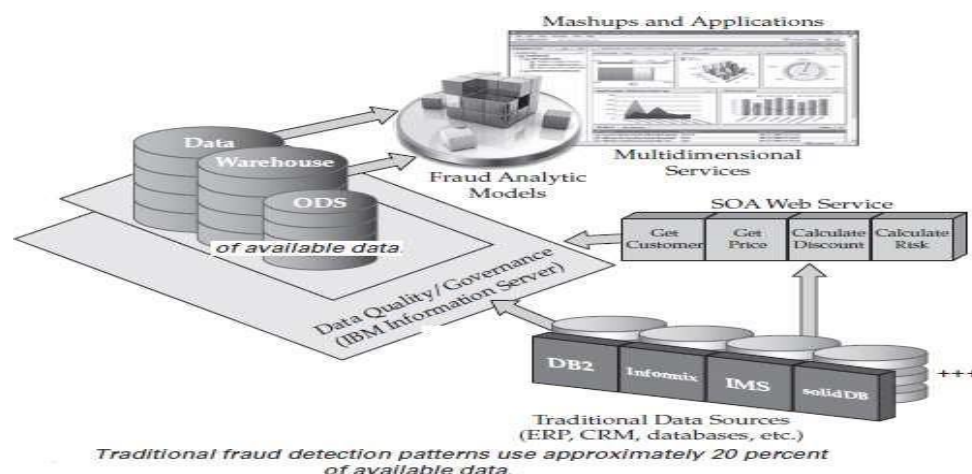 Mashups and Applications
Data
Warehouse
ODS
Fraud Analytic
Models
Multidimensional
Services
SOA Web Service
Get
Customer
Get
Price
Calculate
Discount
Calculate
Risk
of available data.
Data Quality/Governance
(IBM Information Server)
DB2
Informix
IMS
solidDB
+++
Traditional Data Sources
(ERP, CRM, databases, etc.)
Traditional fraud detection patterns use approximately 20 percent
of available data.